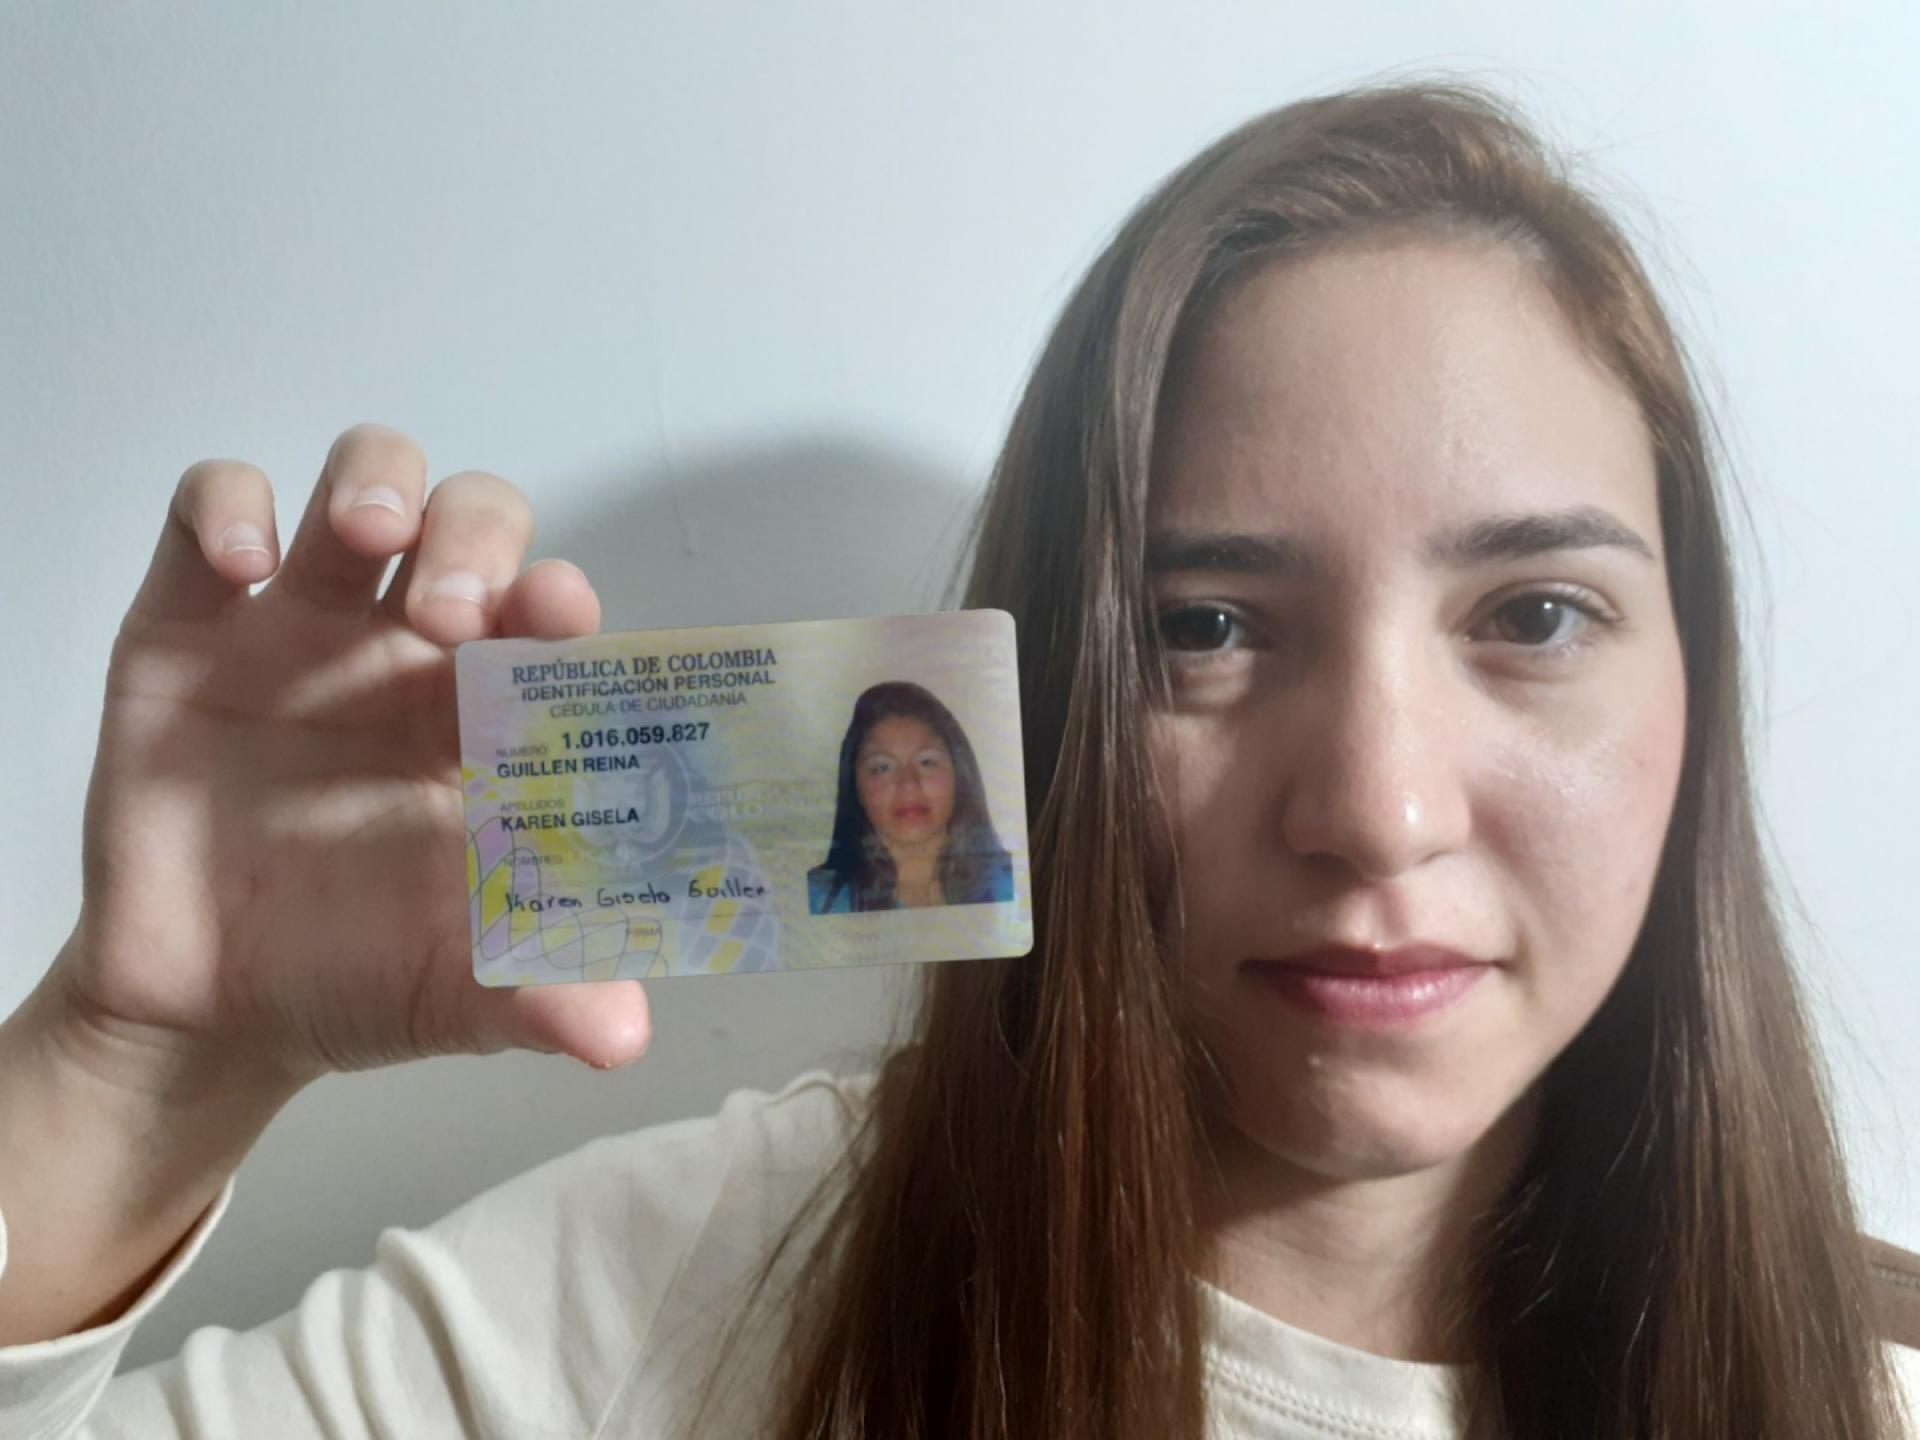 REPÚBLICA DE COLOMBIA
IDENTIFICACIÓN PERSONAL
CÉDULA DE CIUDADANÍA
NUMERO 1.016.059.827
GUILLEN REINA
APELLIDOS
KAREN GISELA
NOMBRES
Karen Gisela Guillen
FIRMA